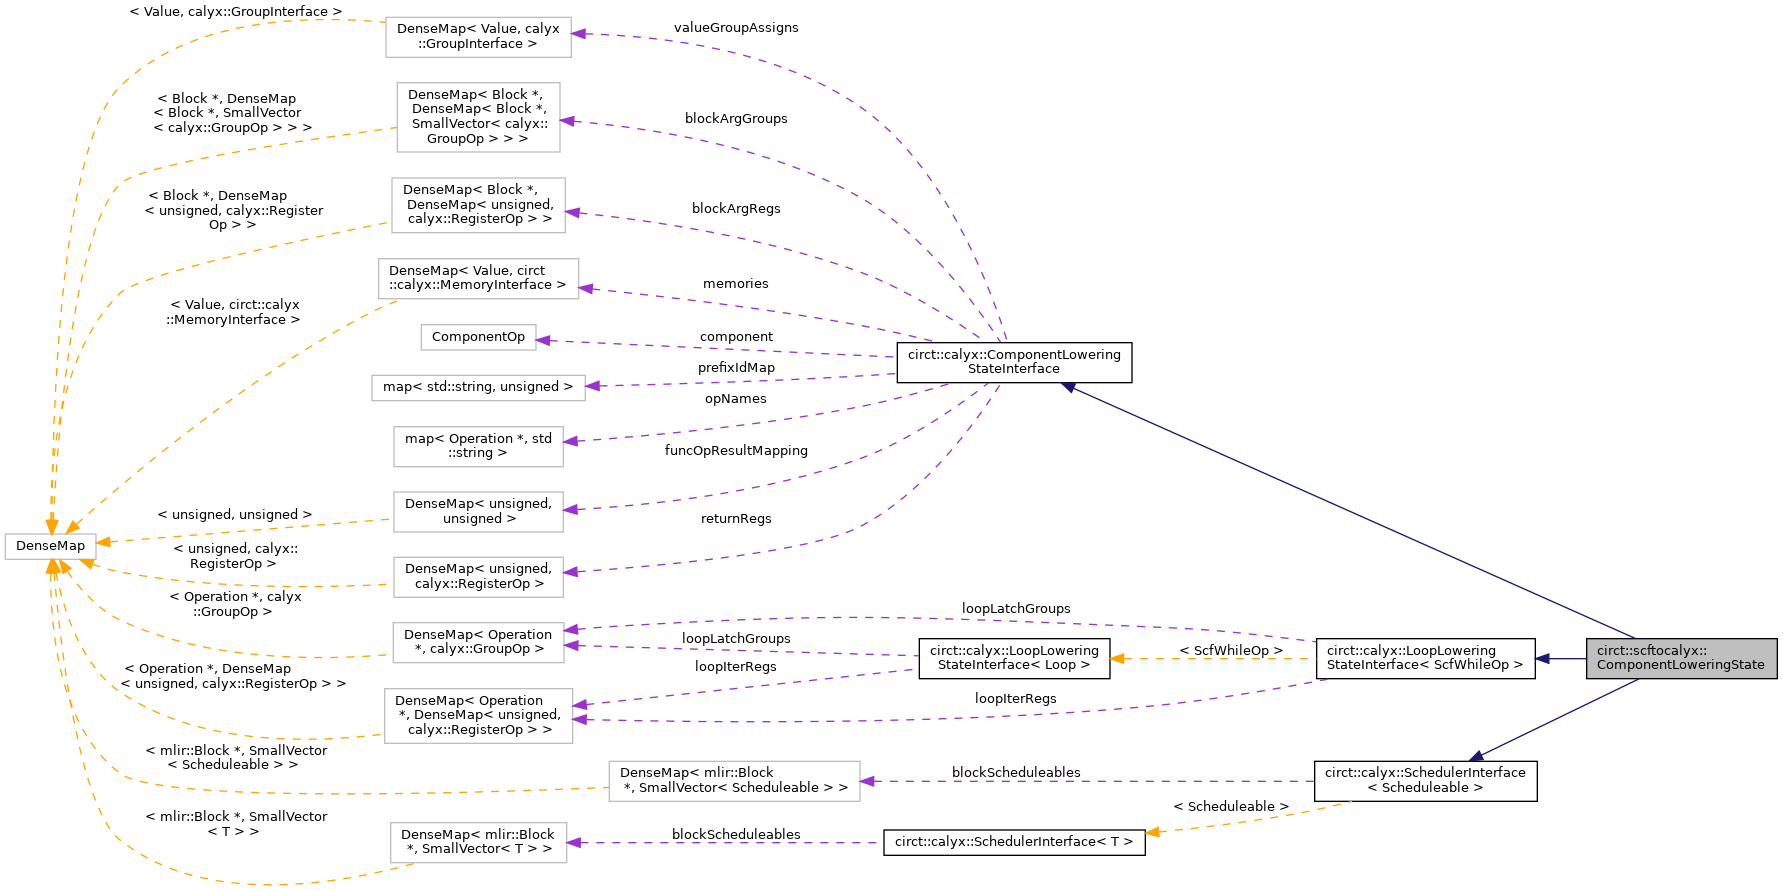 < Value, calyx::GroupInterface >
DenseMap< Value, calyx
::GroupInterface >
valueGroupAssigns
< Block *, DenseMap
< Block *, SmallVector
< calyx::GroupOp > > >
DenseMap< Block *,
DenseMap< Block *,
SmallVector< calyx::
GroupOp > > >
blockArgGroups
< Block *, DenseMap
< unsigned, calyx::Register
Op > >
DenseMap< Block *,
DenseMap< unsigned,
calyx::RegisterOp > >
blockArgRegs
< Value, circt::calyx
::MemoryInterface >
DenseMap< Value, circt
::calyx::MemoryInterface >
memories
ComponentOp
component
map< std::string, unsigned >
prefixIdMap
map< Operation *, std
::string >
opNames
circt::calyx::ComponentLowering
StateInterface
< unsigned, unsigned >
DenseMap< unsigned,
unsigned >
funcOpResultMapping
DenseMap
< unsigned, calyx::
RegisterOp >
DenseMap< unsigned,
calyx::RegisterOp >
returnRegs
< Operation *, calyx
::GroupOp >
DenseMap< Operation
*, calyx::GroupOp >
loopLatchGroups
loopLatchGroups
circt::calyx::LoopLowering
StateInterface< Loop >
< ScfWhileOp >
circt::calyx::LoopLowering
StateInterface< ScfWhileOp >
circt::scftocalyx::
ComponentLoweringState
< Operation *, DenseMap
< unsigned, calyx::RegisterOp > >
DenseMap< Operation
*, DenseMap< unsigned,
calyx::RegisterOp > >
loopIterRegs
loopIterRegs
< mlir::Block *, SmallVector
< Scheduleable > >
DenseMap< mlir::Block
*, SmallVector< Scheduleable > >
blockScheduleables
circt::calyx::SchedulerInterface
< Scheduleable >
< mlir::Block *, SmallVector
< T > >
DenseMap< mlir::Block
*, SmallVector< T > >
blockScheduleables
circt::calyx::SchedulerInterface< T >
< Scheduleable >